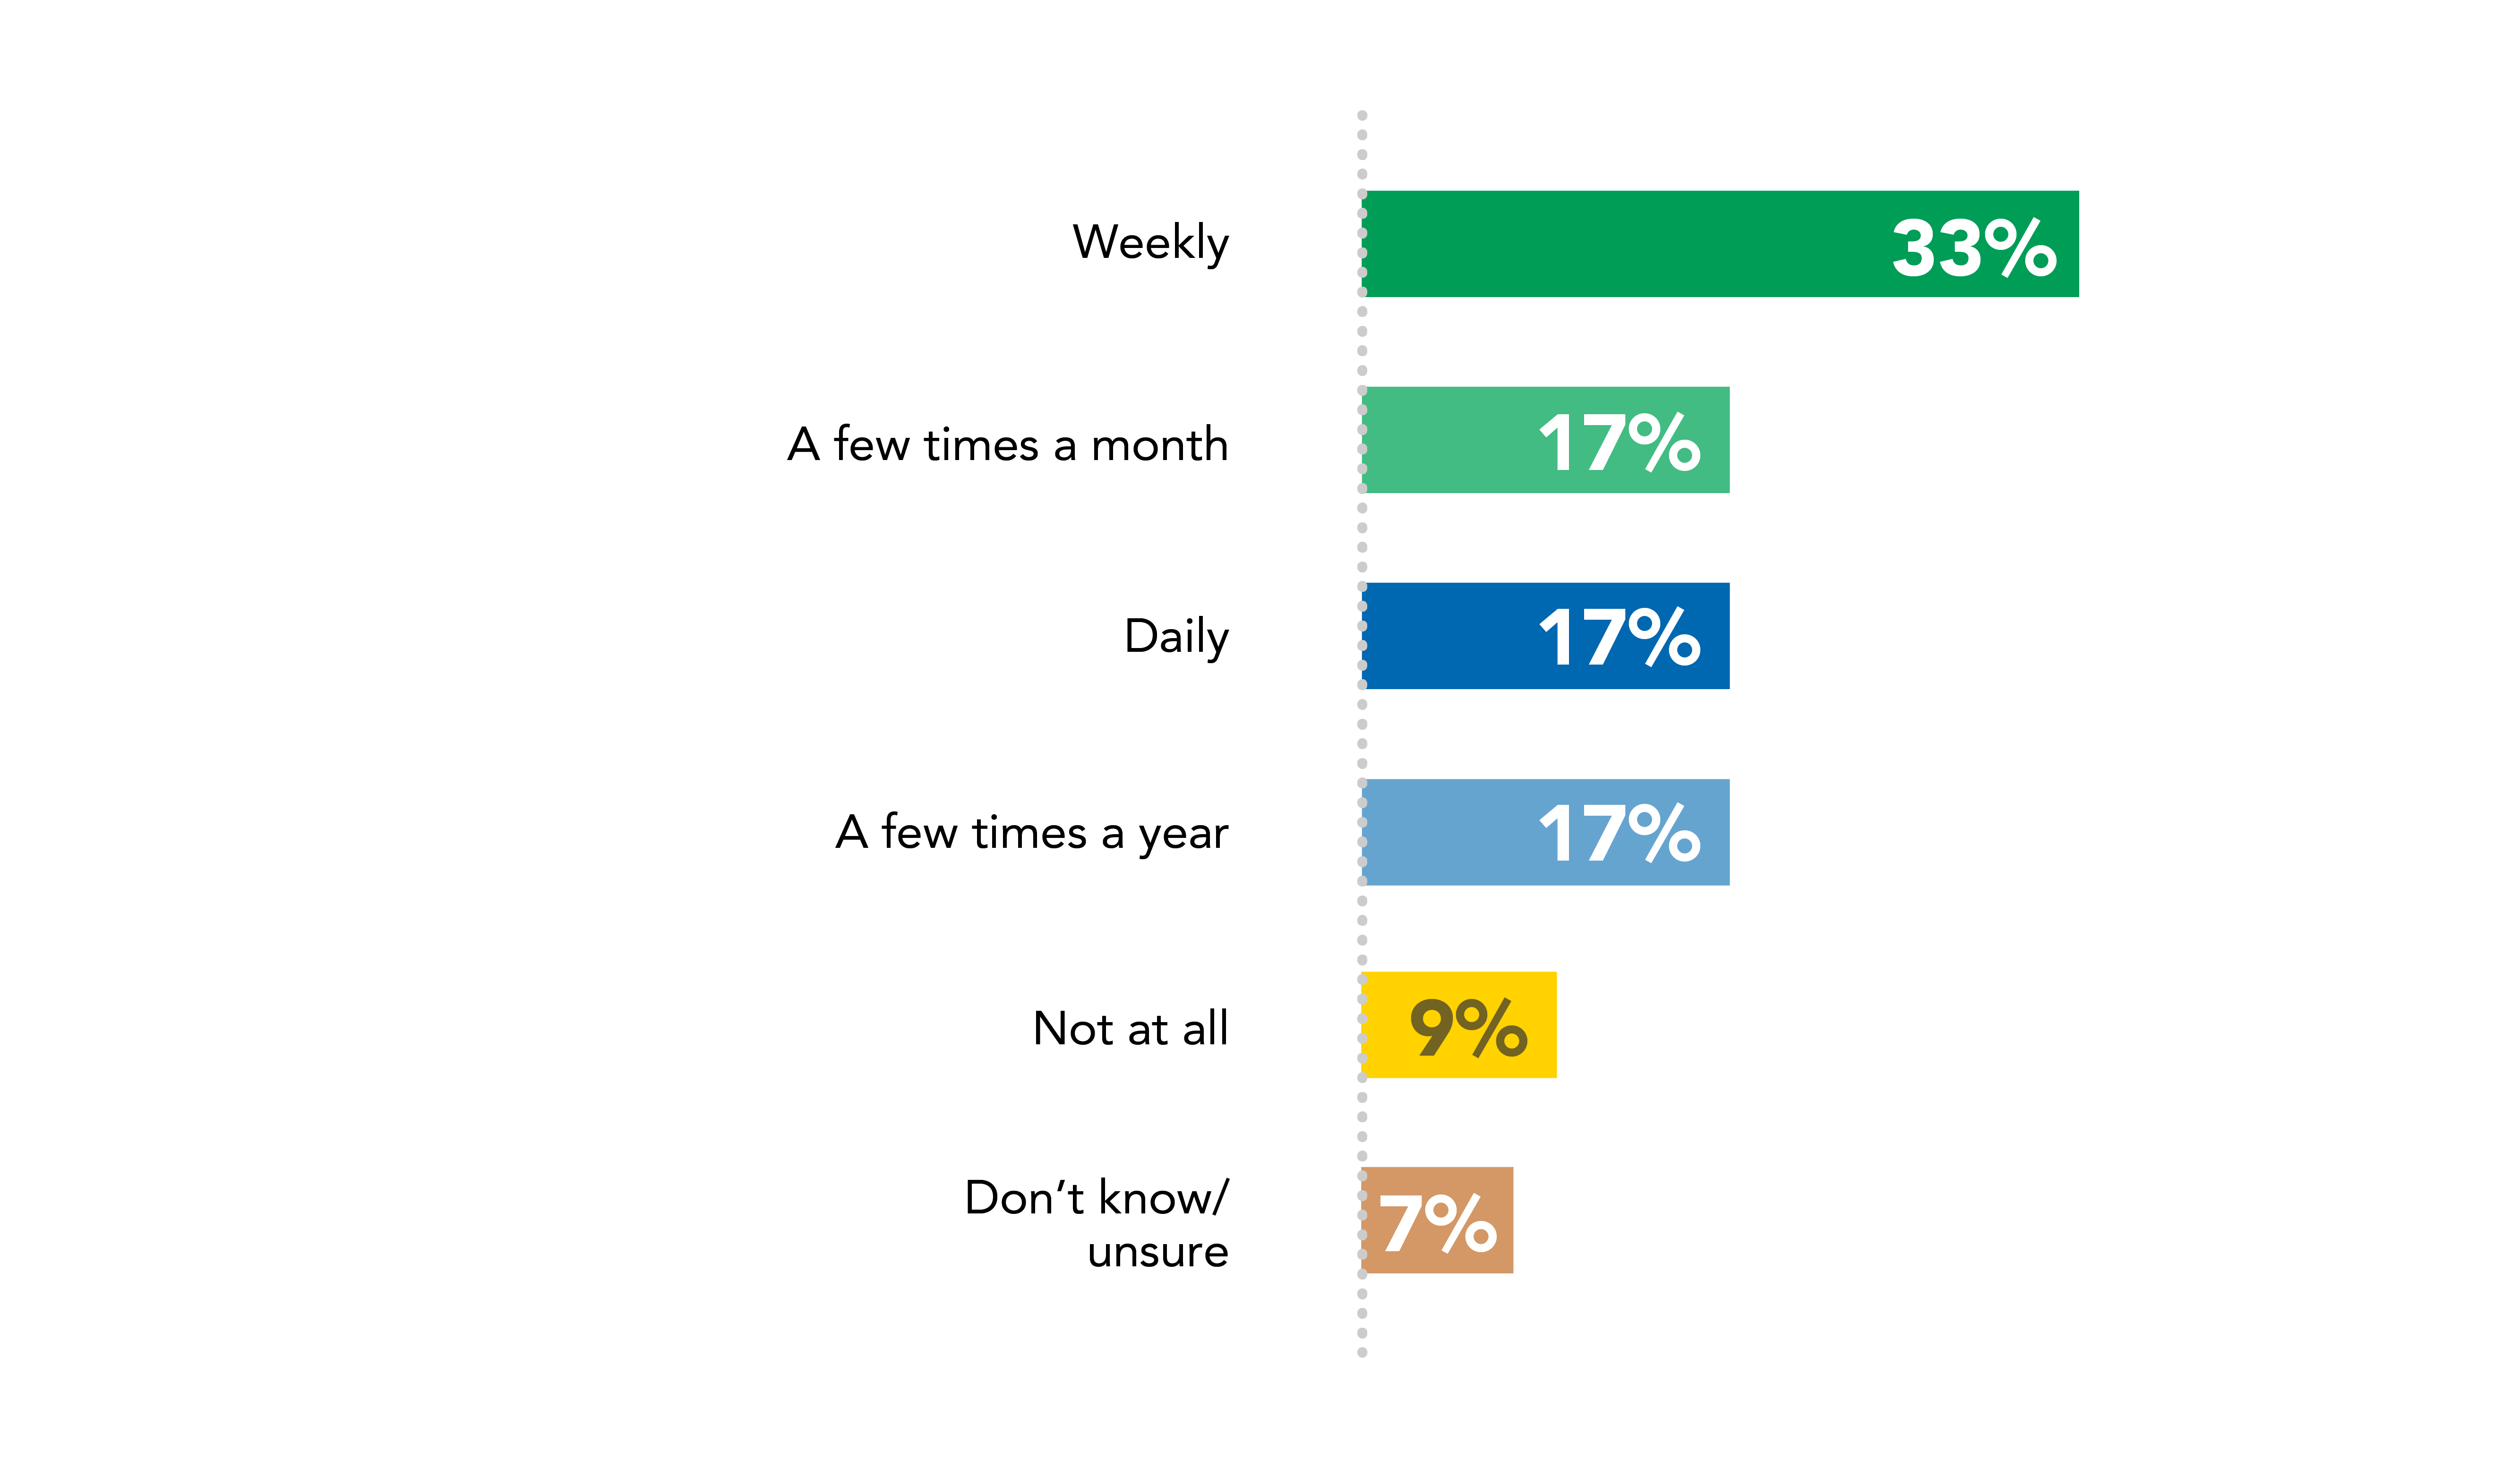 Weekly 33%
A few times a month 17%
Daily 17%
A few times a year 17%
Not at all 9%
Don’t know/
unsure 7%